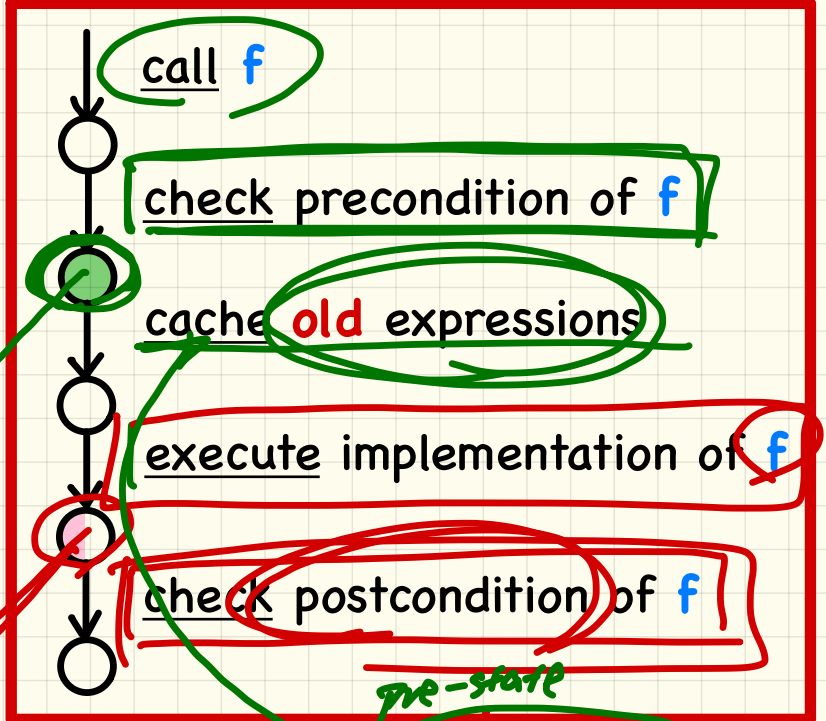 call f
check precondition of f
cache old expressions
execute implementation of f
check postcondition of f
pre-state